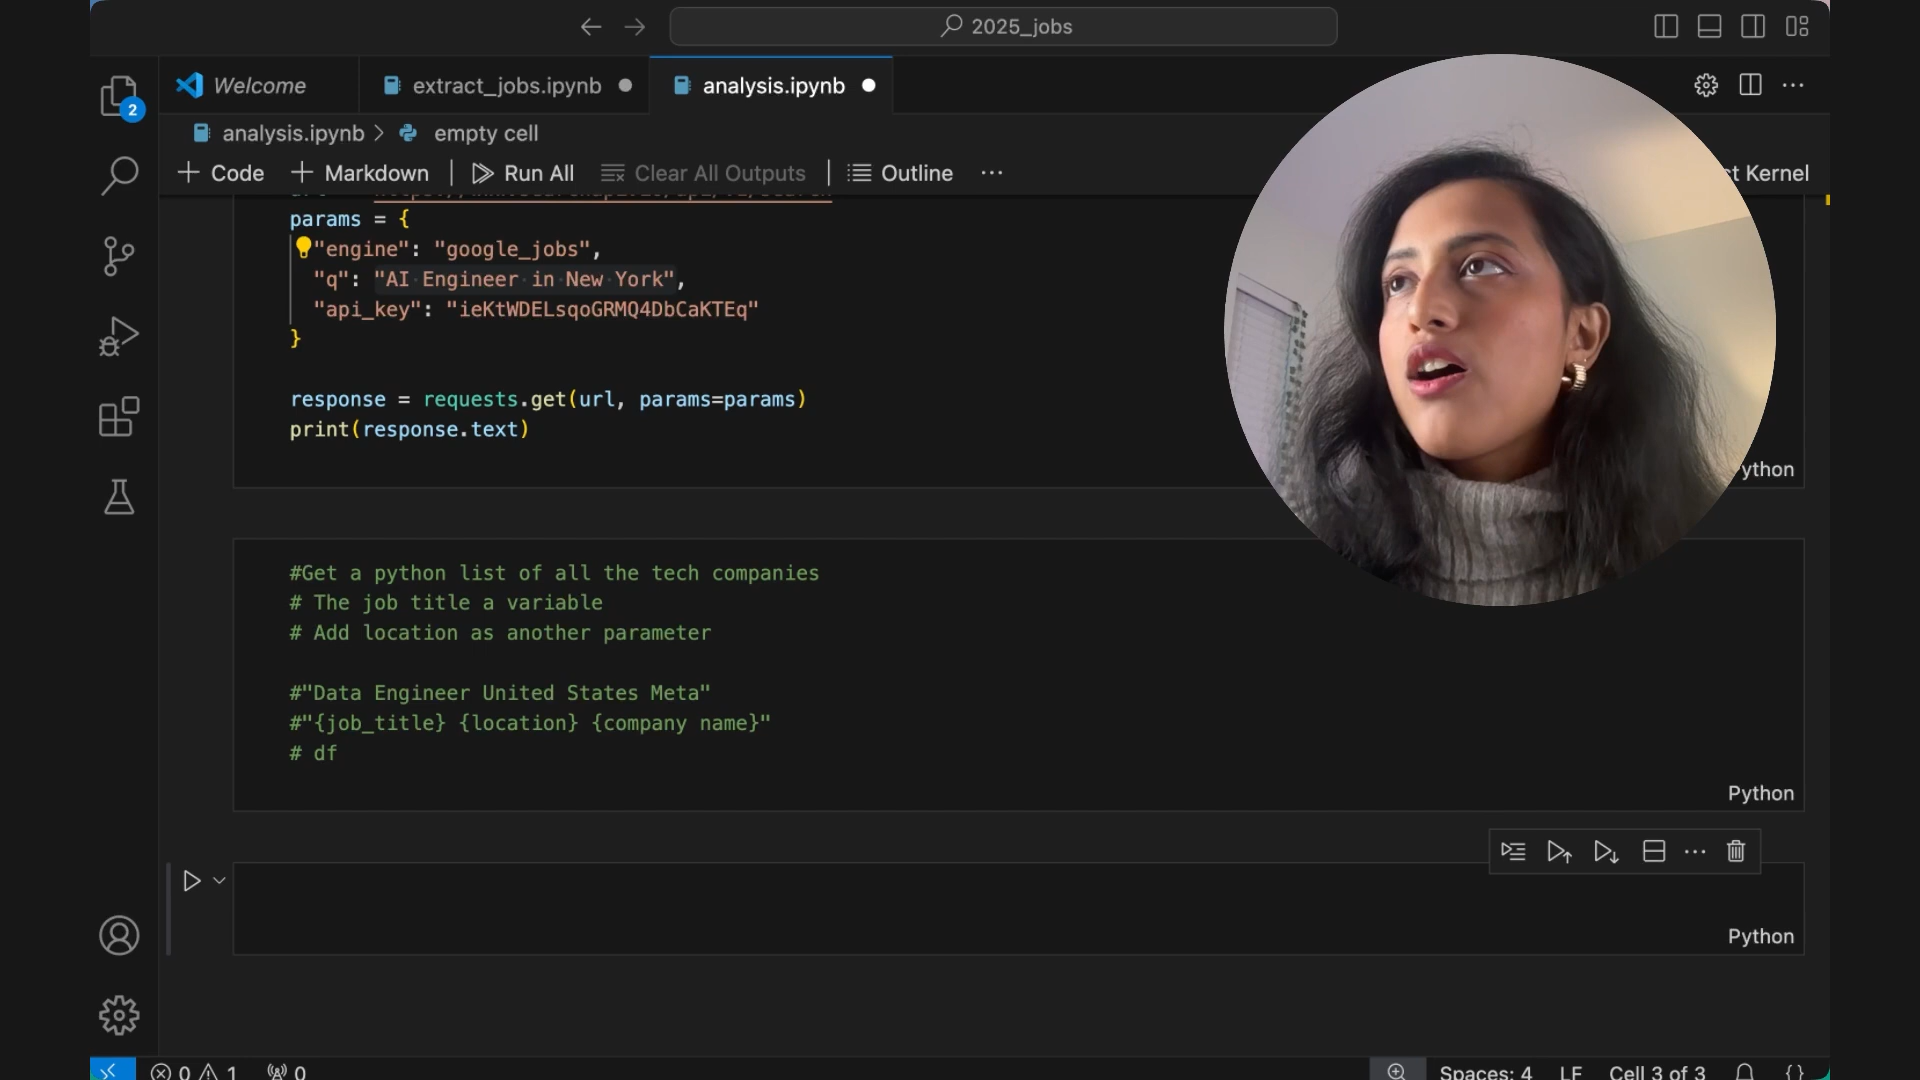 2025_jobs
Welcome
extract_jobs.ipynb
analysis.ipynb
2
analysis.ipynb > empty cell
+ Code + Markdown | Run All Clear All Outputs | Outline ...
ct Kernel
params = {
"engine": "google_jobs",
"q": "AI Engineer in New York",
"api_key": "ieKtWDELsqoGRMQ4DbCaKTEq"
}
response = requests.get(url, params=params)
print(response.text)
ython
#Get a python list of all the tech companies
# The job title a variable
# Add location as another parameter
#"Data Engineer United States Meta"
#"{job_title} {location} {company name}"
# df
Python
Python
0 1 0
Spaces: 4 LF Cell 3 of 3 {}